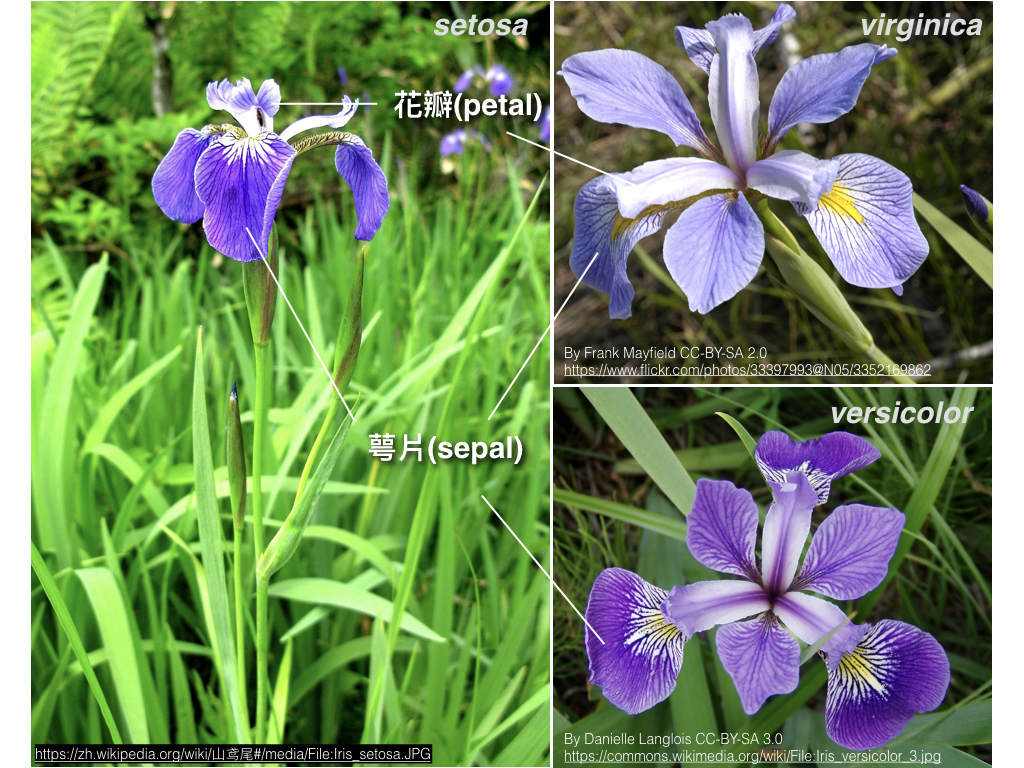 setosa
花瓣(petal)
萼片(sepal)
https://zh.wikipedia.org/wiki/山鸢尾#/media/File:Iris_setosa.JPG
virginica
By Frank Mayfield CC-BY-SA 2.0
https://www.flickr.com/photos/33397993@N05/3352169862
versicolor
By Danielle Langlois CC-BY-SA 3.0
https://commons.wikimedia.org/wiki/File:Iris_versicolor_3.jpg